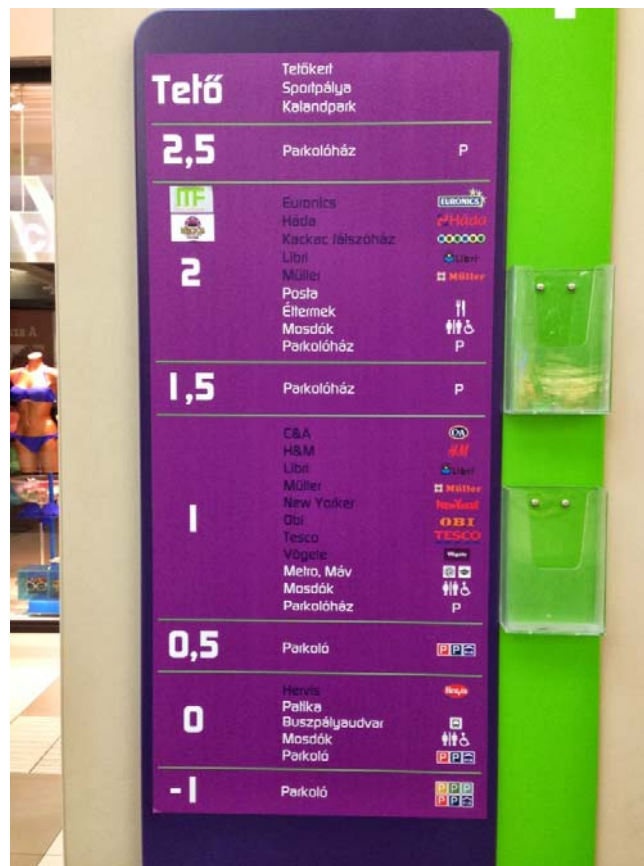 Tető
Tetőkert
Sportpálya
Kalandpark
2,5 Parkolóház P
MF
2
Euronics EURONICS
Háda Háda
Kackac Játszóház
Libri Libri
Müller Müller
Posta
Éttermek
Mosdók
Parkolóház P
1,5 Parkolóház P
1
C&A C&A
H&M H&M
Libri Libri
Müller Müller
New Yorker NewYorker
Obi OBI
Tesco TESCO
Vögele Vögele
Metro, Máv
Mosdók
Parkolóház P
0,5 Parkoló P P P
0
Hervis Hervis
Patika
Buszpályaudvar
Mosdók
Parkoló P P P
-1 Parkoló P P P
P P P